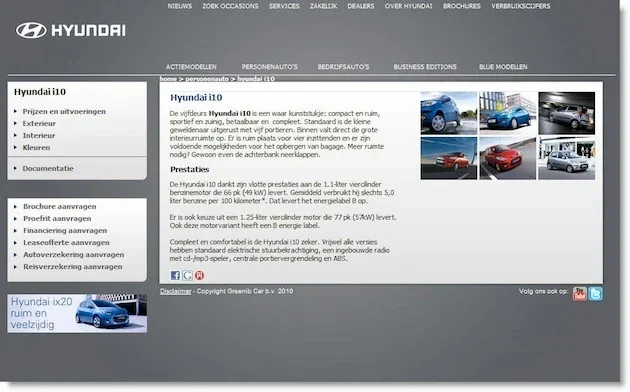 NIEUWS ZOEK OCCASIONS SERVICES ZAKELIJK DEALERS OVER HYUNDAI BROCHURES VERBRUIKSCIJFERS
HYUNDAI
ACTIEMODELLEN PERSONENAUTO'S BEDRIJFSAUTO'S BUSINESS EDITIONS BLUE MODELLEN
home > personenauto > hyundai i10
Hyundai i10
Prijzen en uitvoeringen
Exterieur
Interieur
Kleuren
Documentatie
Brochure aanvragen
Proefrit aanvragen
Financiering aanvragen
Leaseofferte aanvragen
Autoverzekering aanvragen
Reisverzekering aanvragen
Hyundai ix20
ruim en
veelzijdig
Hyundai i10
De vijfdeurs Hyundai i10 is een waar kunststukje: compact en ruim,
sportief en zuinig, betaalbaar en compleet. Standaard is de kleine
geweldenaar uitgerust met vijf portieren. Binnen valt direct de grote
interieurruimte op. Er is ruim plaats voor vier inzittenden en er zijn
voldoende mogelijkheden voor het opbergen van bagage. Meer ruimte
nodig? Gewoon even de achterbank neerklappen.
Prestaties
De Hyundai i10 dankt zijn vlotte prestaties aan de 1.1-liter viercilinder
benzinemotor die 66 pk (49 kW) levert. Gemiddeld verbruikt hij slechts 5,0
liter benzine per 100 kilometer*. Dat levert het energielabel B op.
Er is ook keuze uit een 1.25-liter viercilinder motor die 77 pk (57kW) levert.
Ook deze motorvariant heeft een B energie label.
Compleet en comfortabel is de Hyundai i10 zeker. Vrijwel alle versies
hebben standaard elektrische stuurbekrachtiging, een ingebouwde radio
met cd-/mp3-speler, centrale portiervergrendeling en ABS.
Disclaimer - Copyright Greenib Car b.v. 2010
Volg ons ook op:
You Tube